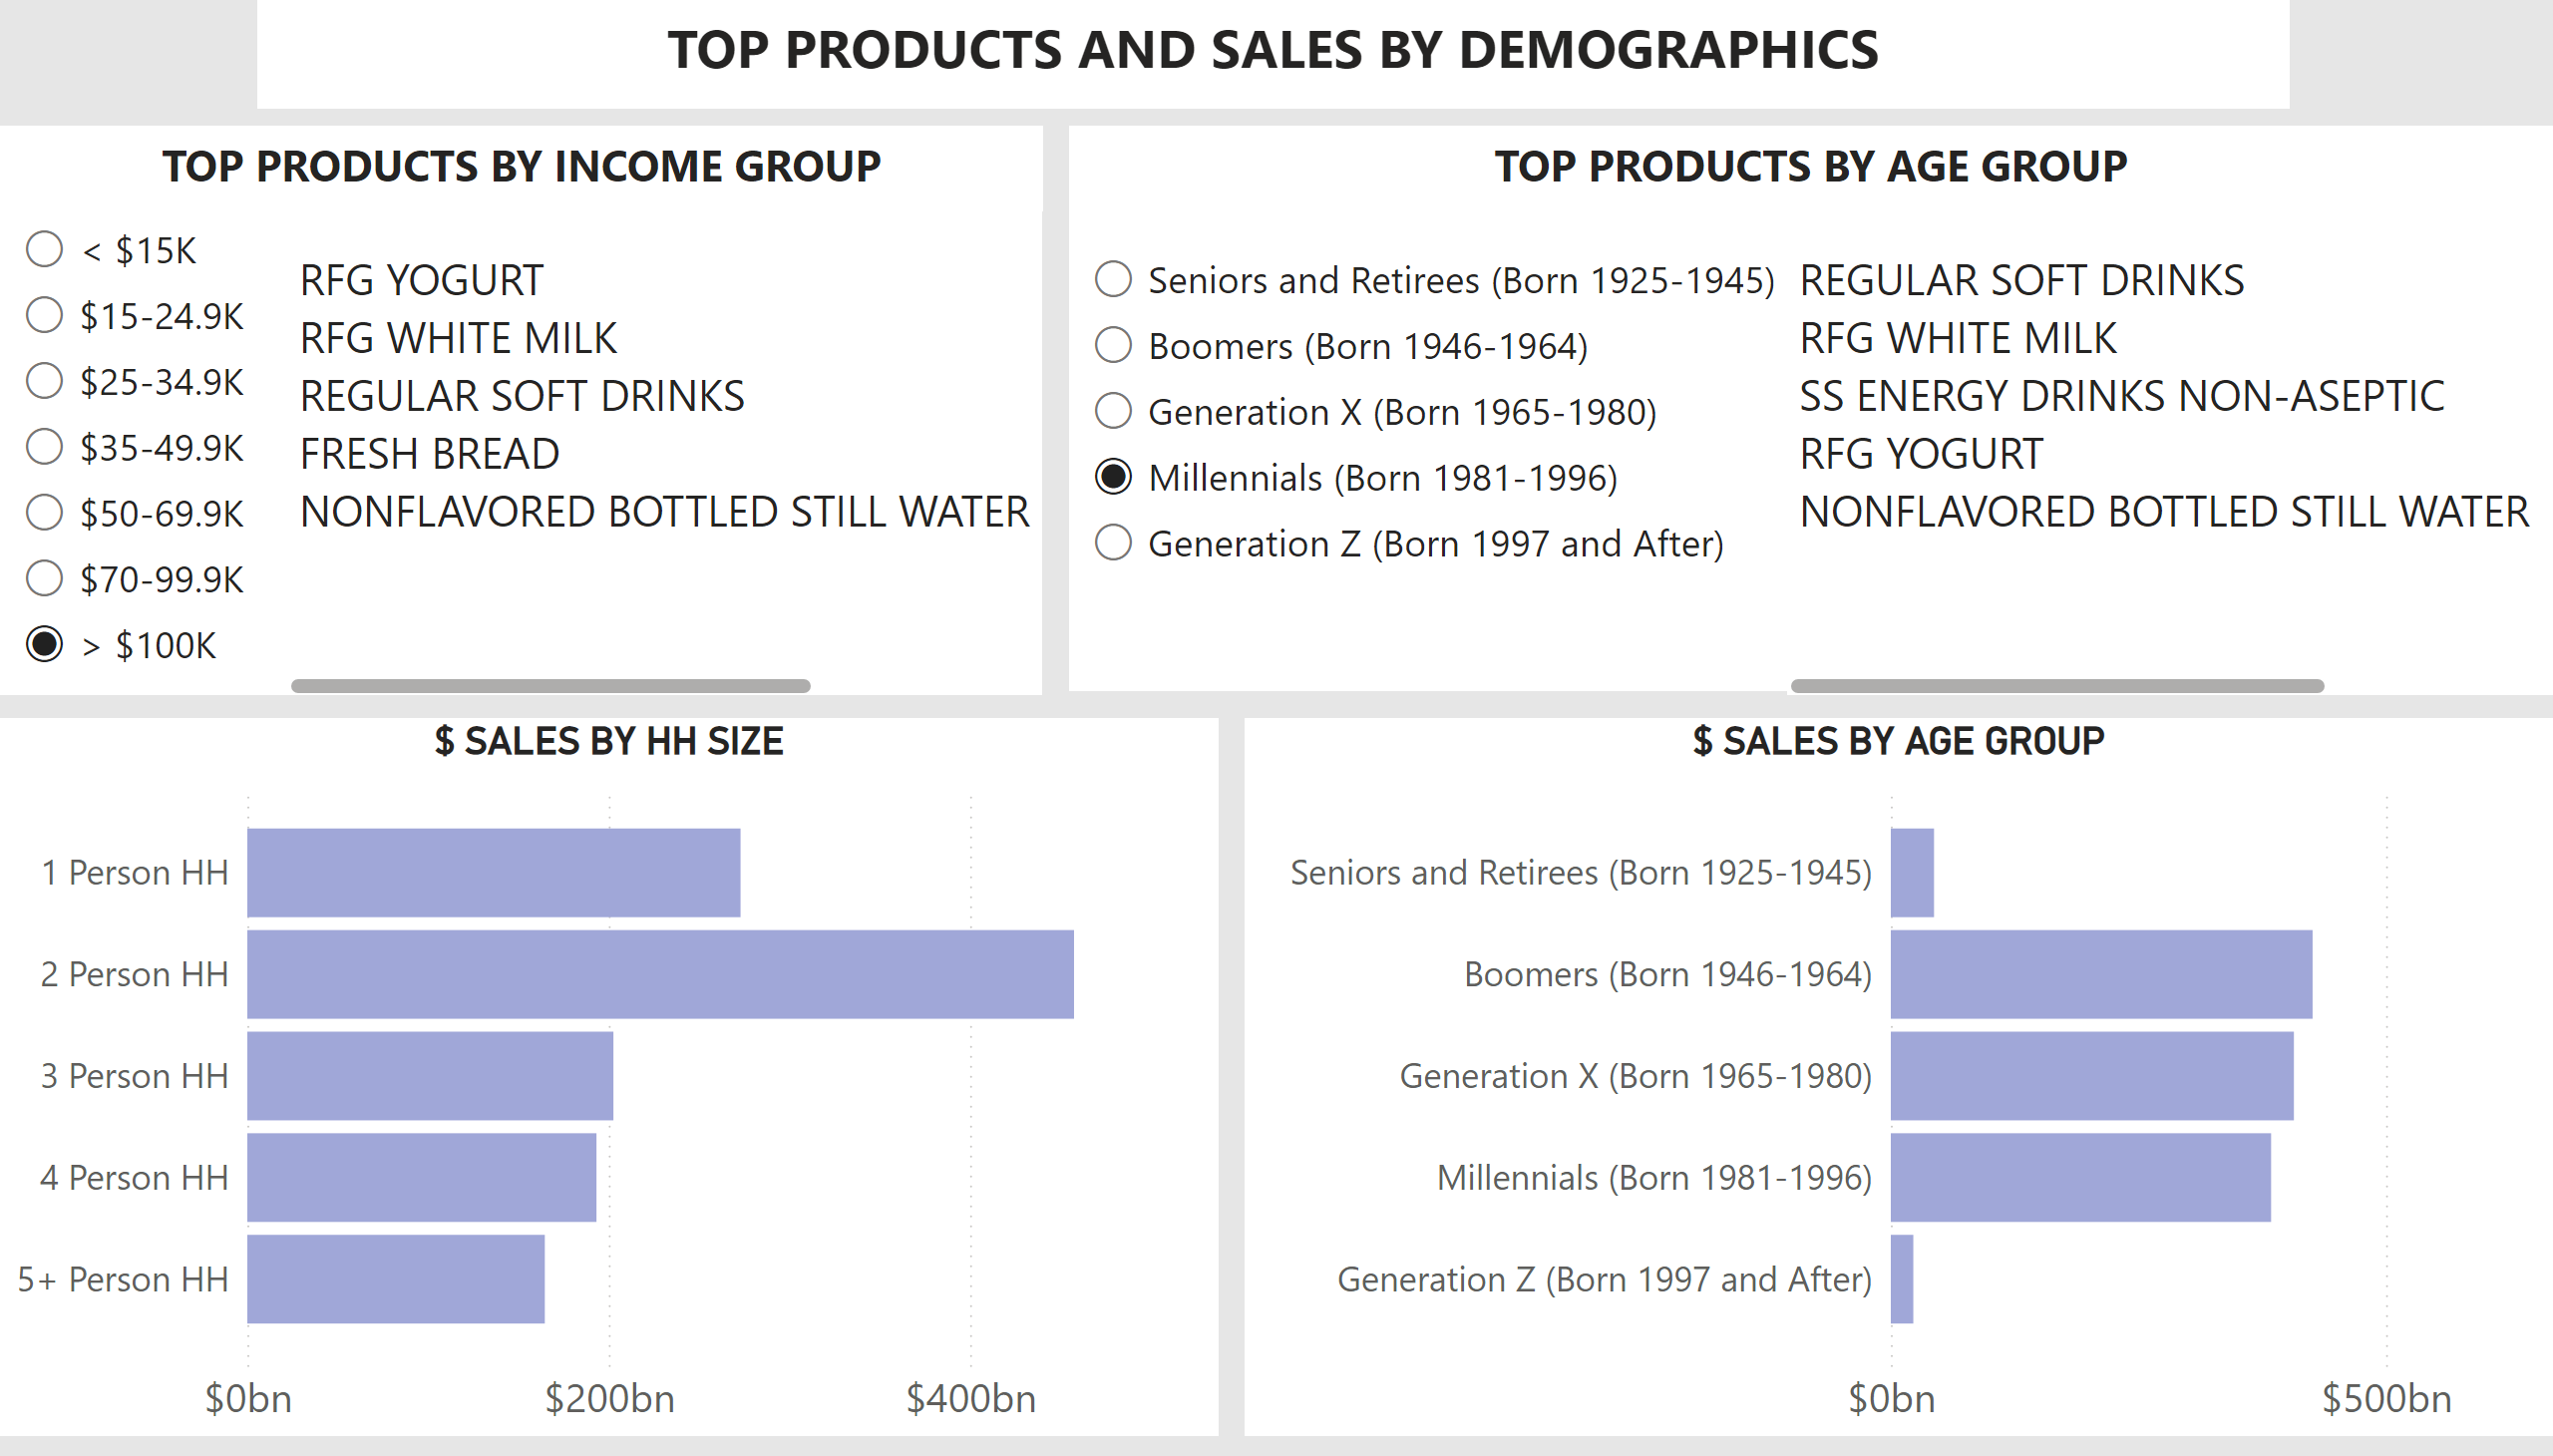 TOP PRODUCTS AND SALES BY DEMOGRAPHICS
TOP PRODUCTS BY INCOME GROUP
< $15K
$15-24.9K
$25-34.9K
$35-49.9K
$50-69.9K
$70-99.9K
> $100K
RFG YOGURT
RFG WHITE MILK
REGULAR SOFT DRINKS
FRESH BREAD
NONFLAVORED BOTTLED STILL WATER
TOP PRODUCTS BY AGE GROUP
Seniors and Retirees (Born 1925-1945)
Boomers (Born 1946-1964)
Generation X (Born 1965-1980)
Millennials (Born 1981-1996)
Generation Z (Born 1997 and After)
REGULAR SOFT DRINKS
RFG WHITE MILK
SS ENERGY DRINKS NON-ASEPTIC
RFG YOGURT
NONFLAVORED BOTTLED STILL WATER
$ SALES BY HH SIZE
1 Person HH
2 Person HH
3 Person HH
4 Person HH
5+ Person HH
$0bn
$200bn
$400bn
$ SALES BY AGE GROUP
Seniors and Retirees (Born 1925-1945)
Boomers (Born 1946-1964)
Generation X (Born 1965-1980)
Millennials (Born 1981-1996)
Generation Z (Born 1997 and After)
$0bn
$500bn